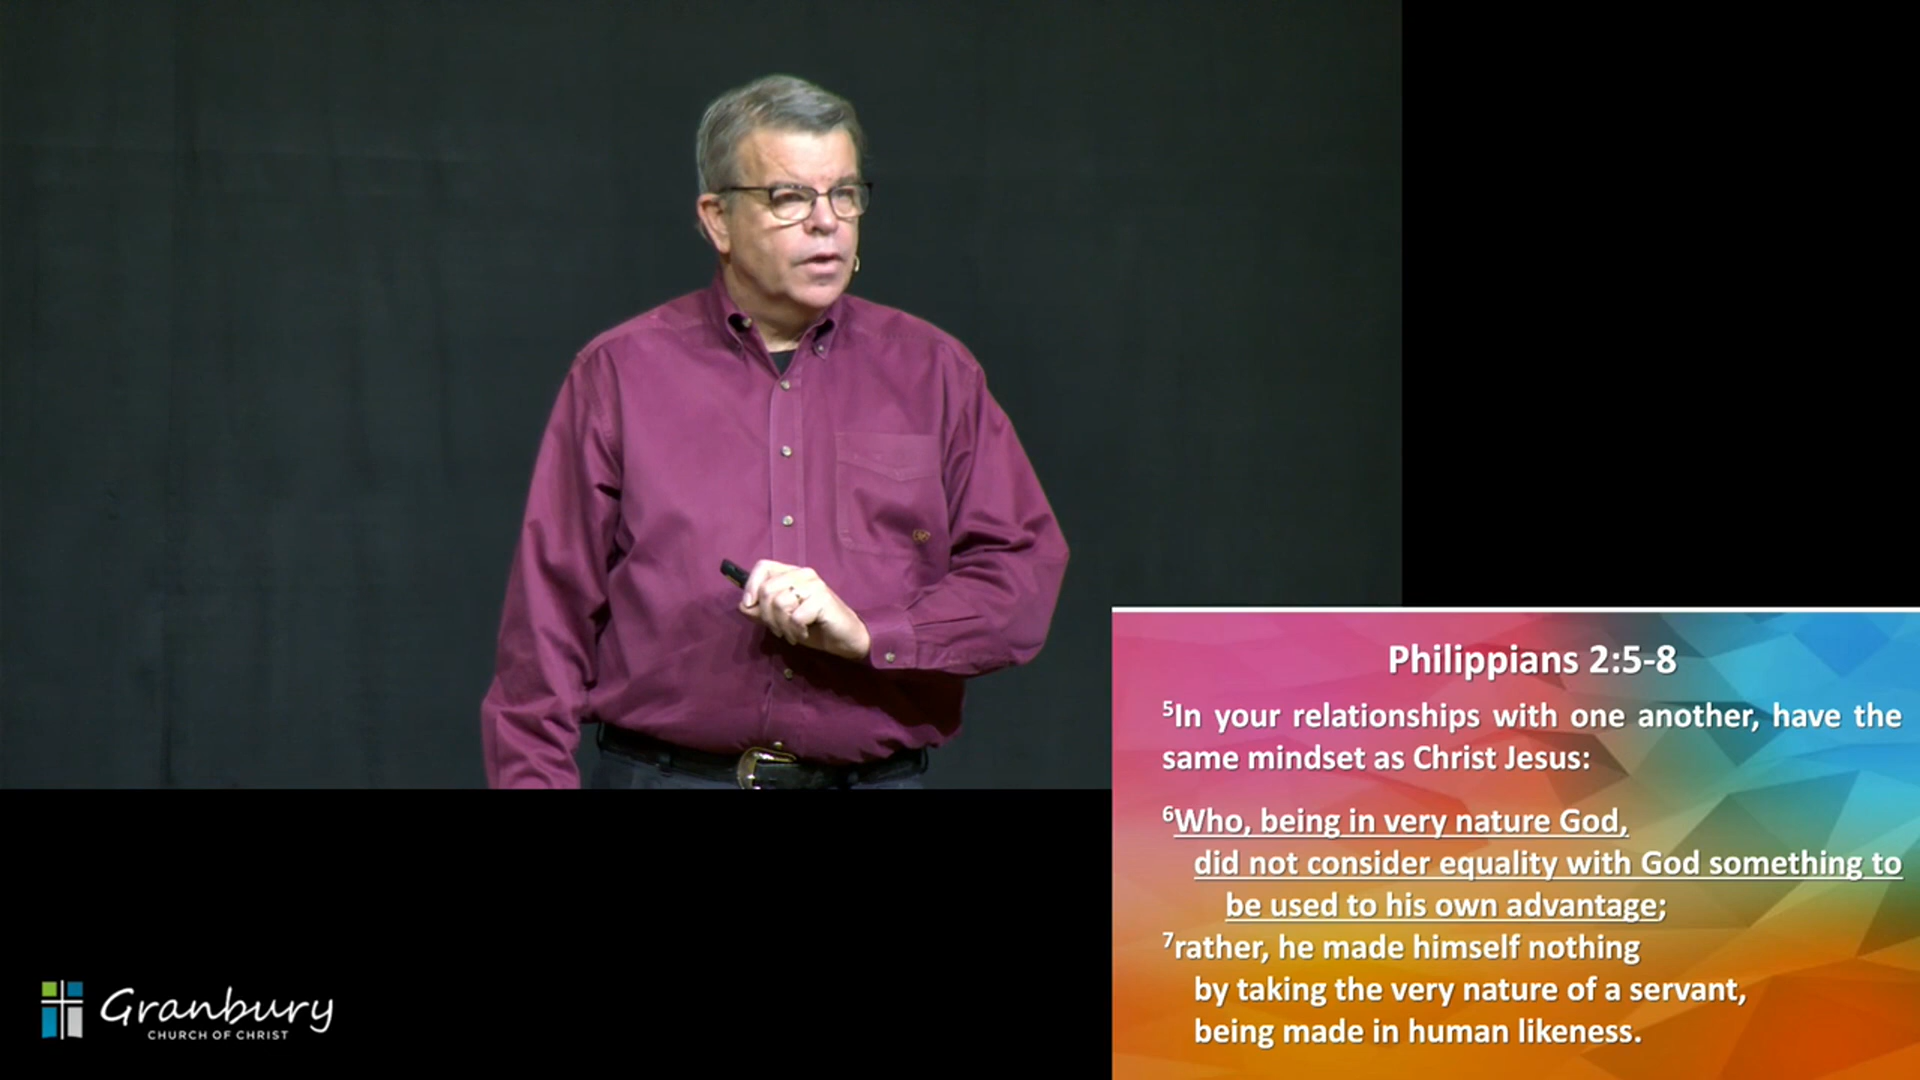 Philippians 2:5-8
5In your relationships with one another, have the
same mindset as Christ Jesus:
6Who, being in very nature God,
did not consider equality with God something to
be used to his own advantage;
7rather, he made himself nothing
by taking the very nature of a servant,
being made in human likeness.
Granbury
CHURCH OF CHRIST